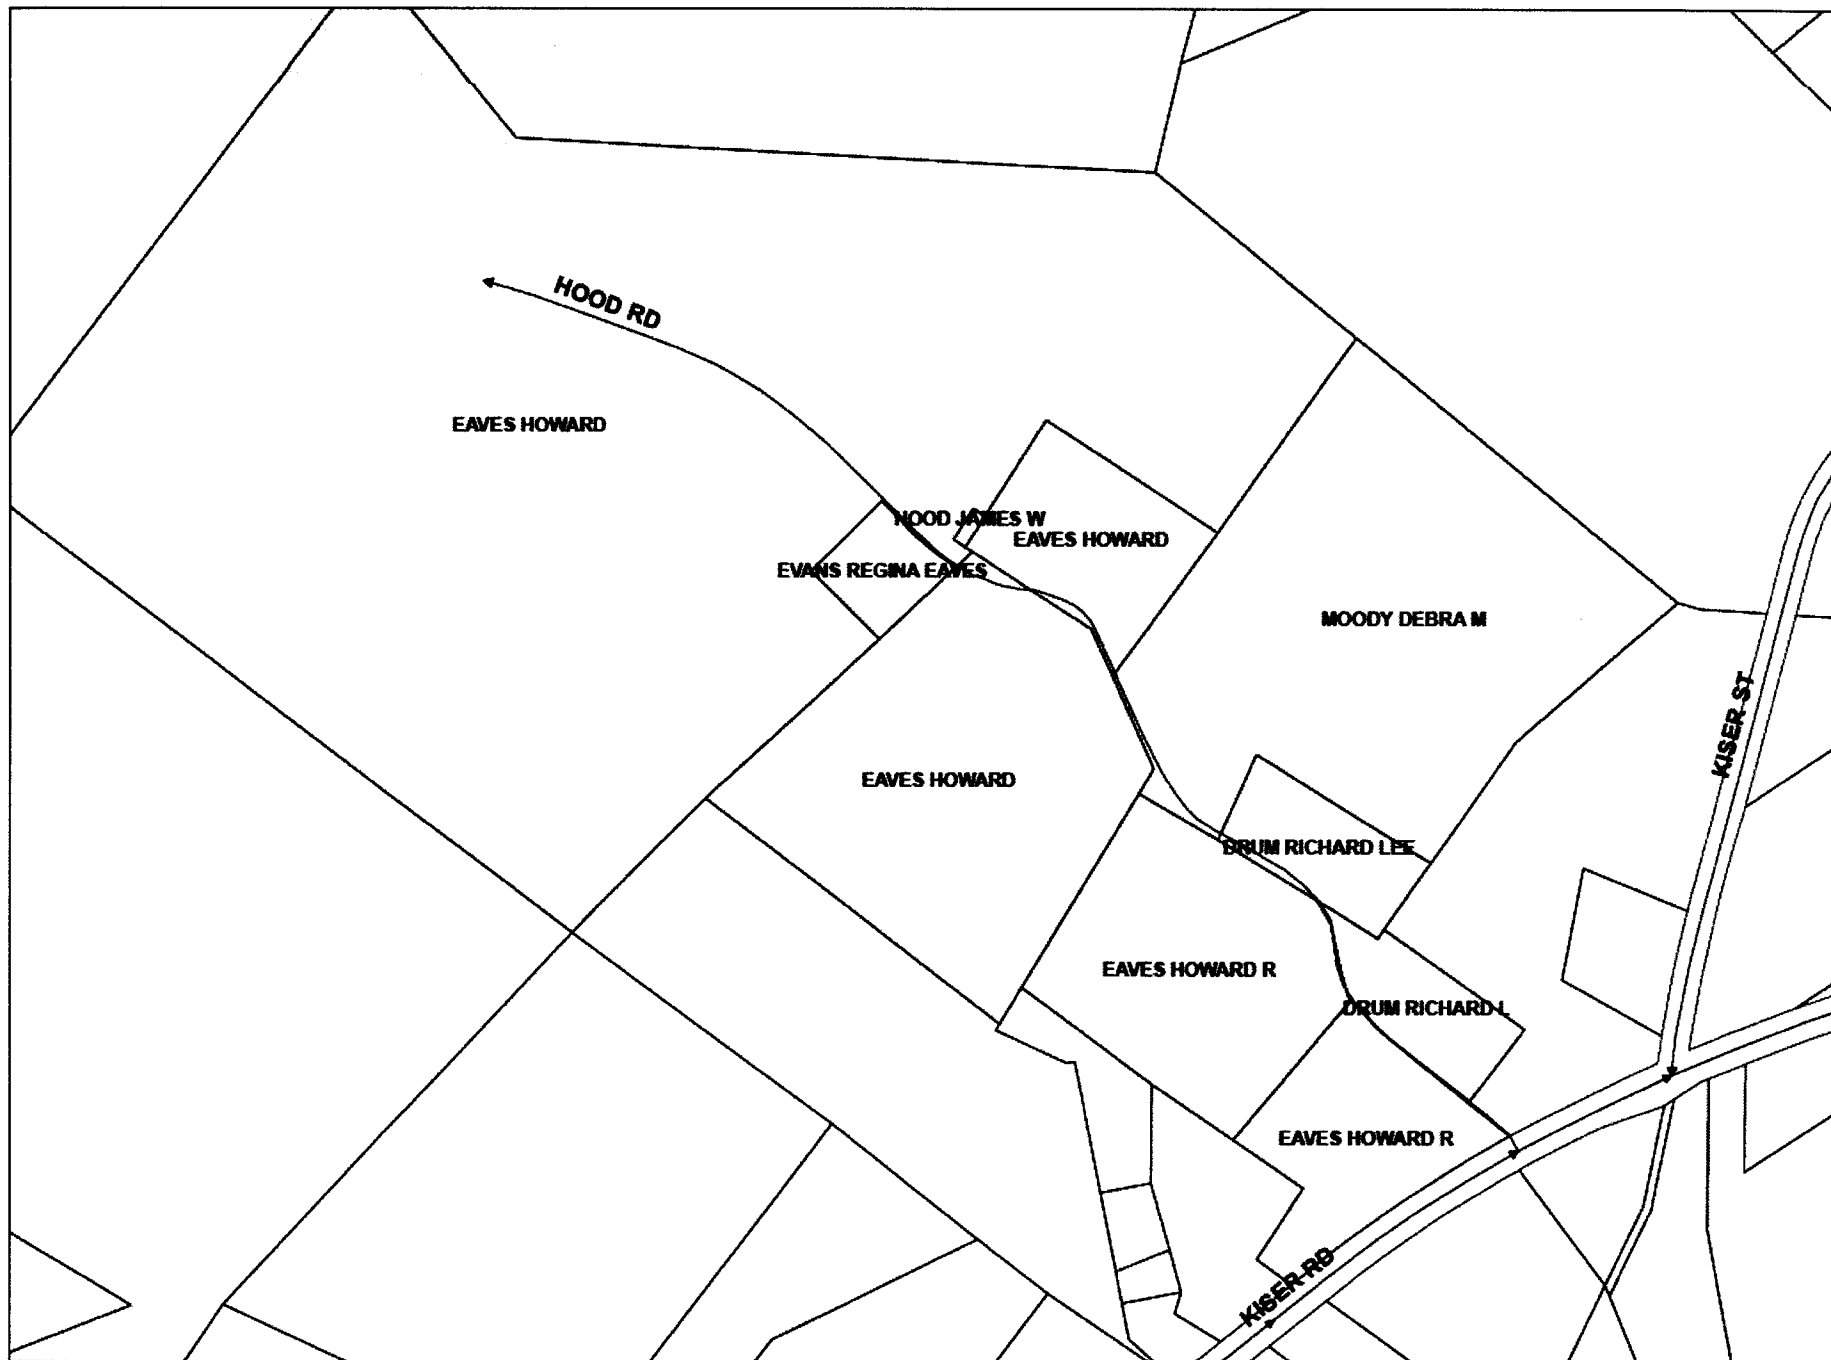 HOOD RD
EAVES HOWARD
HOOD JAMES W
EAVES HOWARD
EVANS REGINA EAVES
MOODY DEBRA M
KISER ST
EAVES HOWARD
DRUM RICHARD LEE
EAVES HOWARD R
DRUM RICHARD L
EAVES HOWARD R
KISER RD